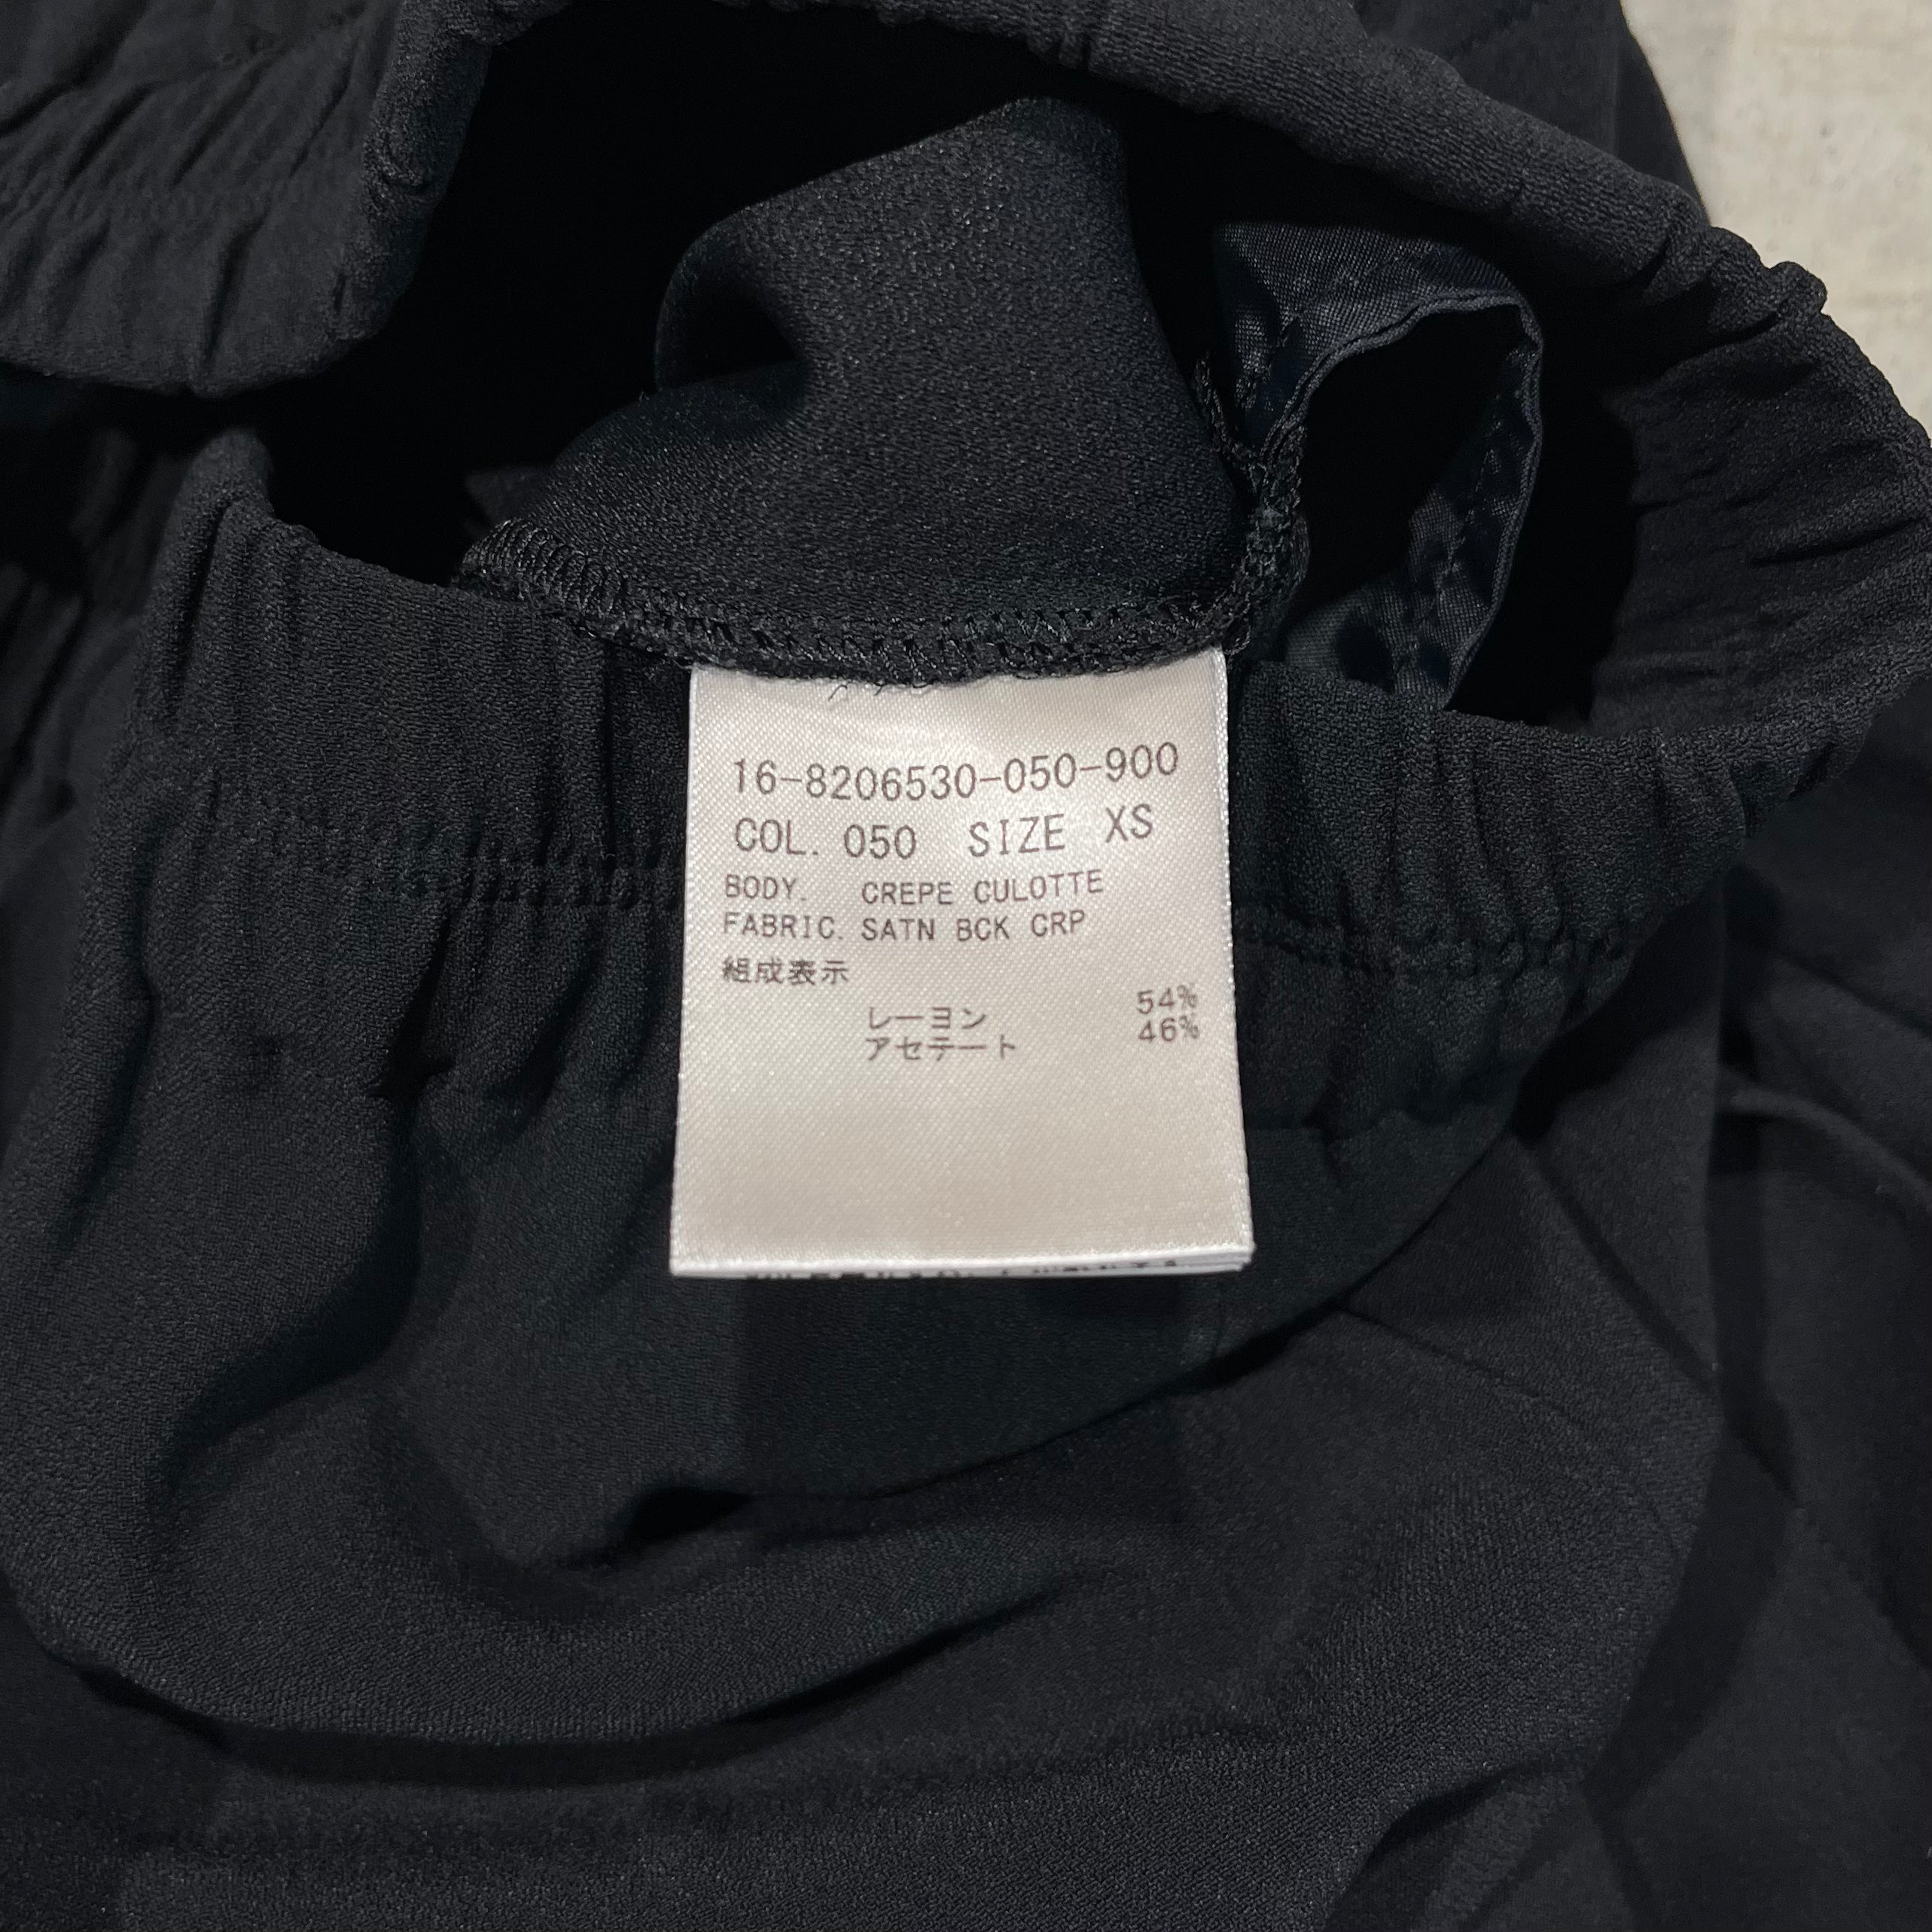 16-8206530-050-900
COL. 050 SIZE XS
BODY. CREPE CULOTTE
FABRIC. SATN BCK CRP
組成表示
レーヨン 54%
アセテート 46%